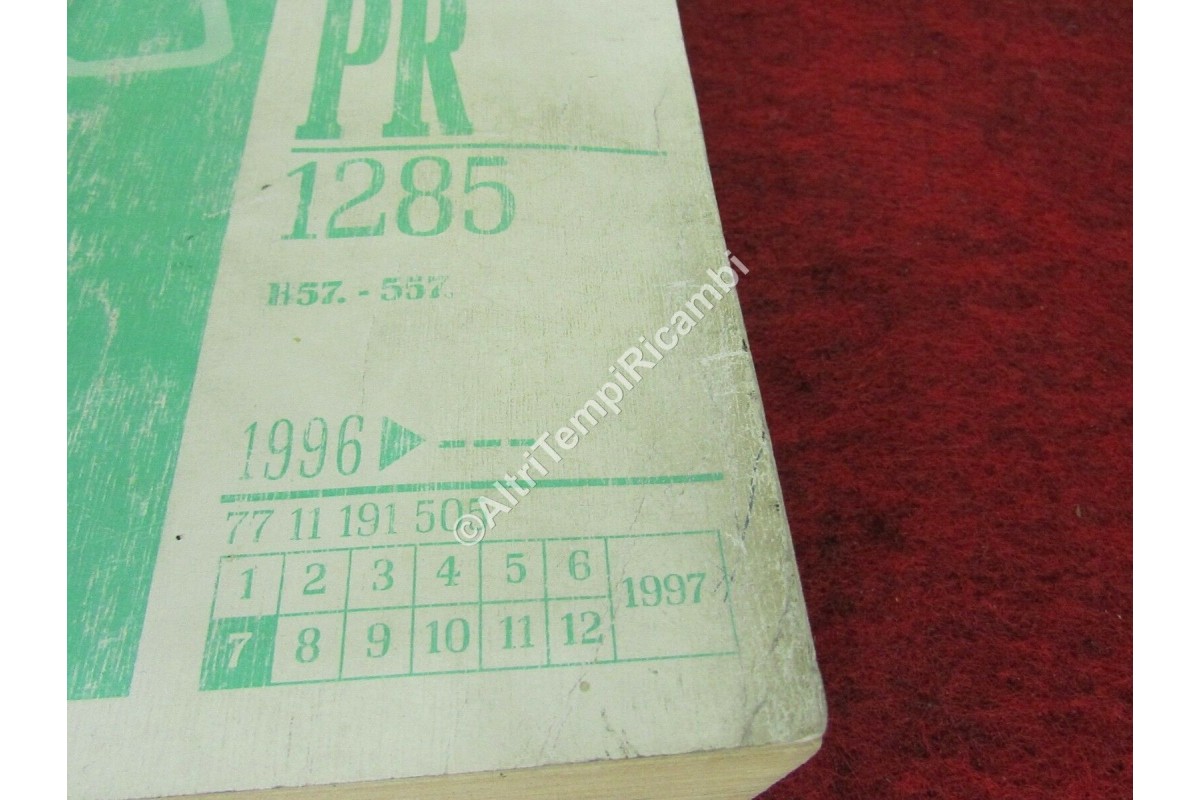 PR
1285
H57. - 557.
1996 ▶ ---
77 11 191 505
1 2 3 4 5 6 1997
7 8 9 10 11 12
©AltriTempiRicambi